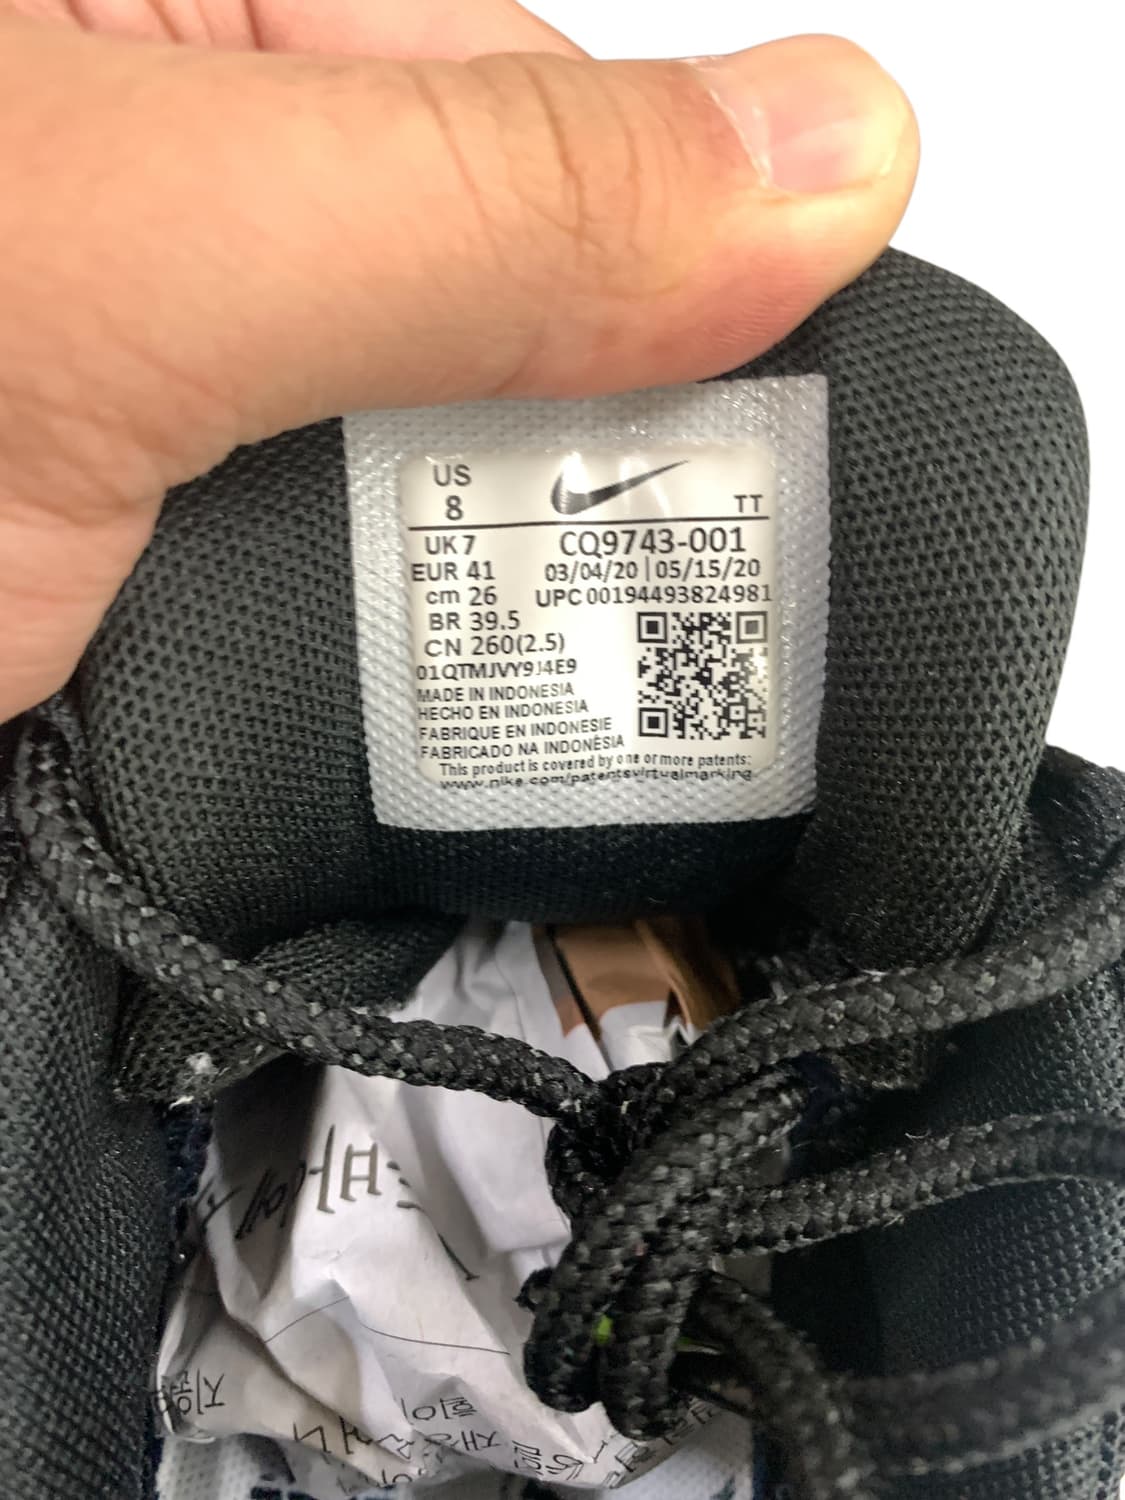 US
8
TT
UK 7
CQ9743-001
EUR 41
03/04/20 | 05/15/20
cm 26
UPC 00194493824981
BR 39.5
CN 260(2.5)
01QTMJVY9J4E9
MADE IN INDONESIA
HECHO EN INDONESIA
FABRIQUE EN INDONESIE
FABRICADO NA INDONÉSIA
This product is covered by one or more patents:
www.nike.com/patentsvirtualmarking.